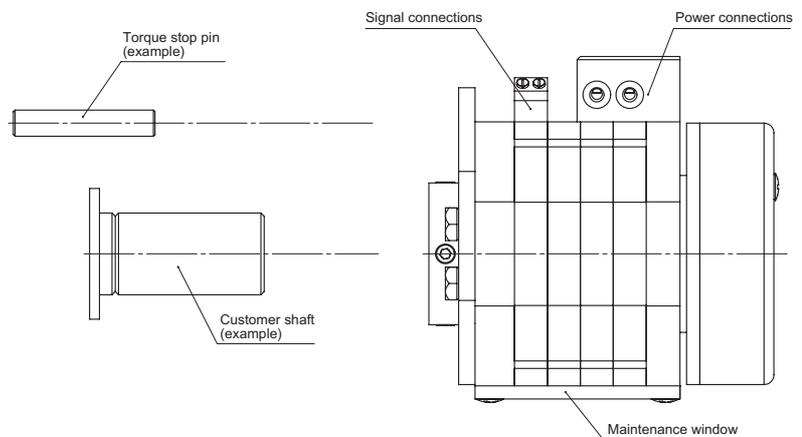 Signal connections
Power connections
Torque stop pin
(example)
Customer shaft
(example)
Maintenance window